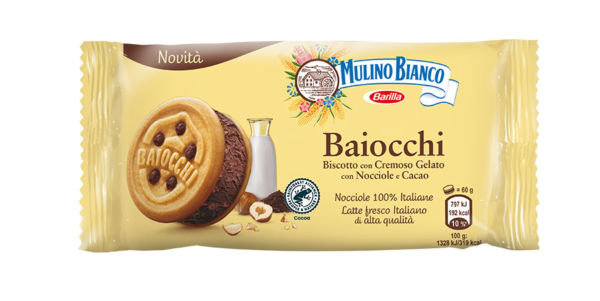 Novità
MULINO BIANCO
Barilla
Baiocchi
Biscotto con Cremoso Gelato
con Nocciole e Cacao
BAIOCCHI
Nocciole 100% Italiane
Latte fresco Italiano
di alta qualità
Cocoa
= 60 g
797 kJ
192 kcal
10 %*
100 g:
1328 kJ/319 kcal